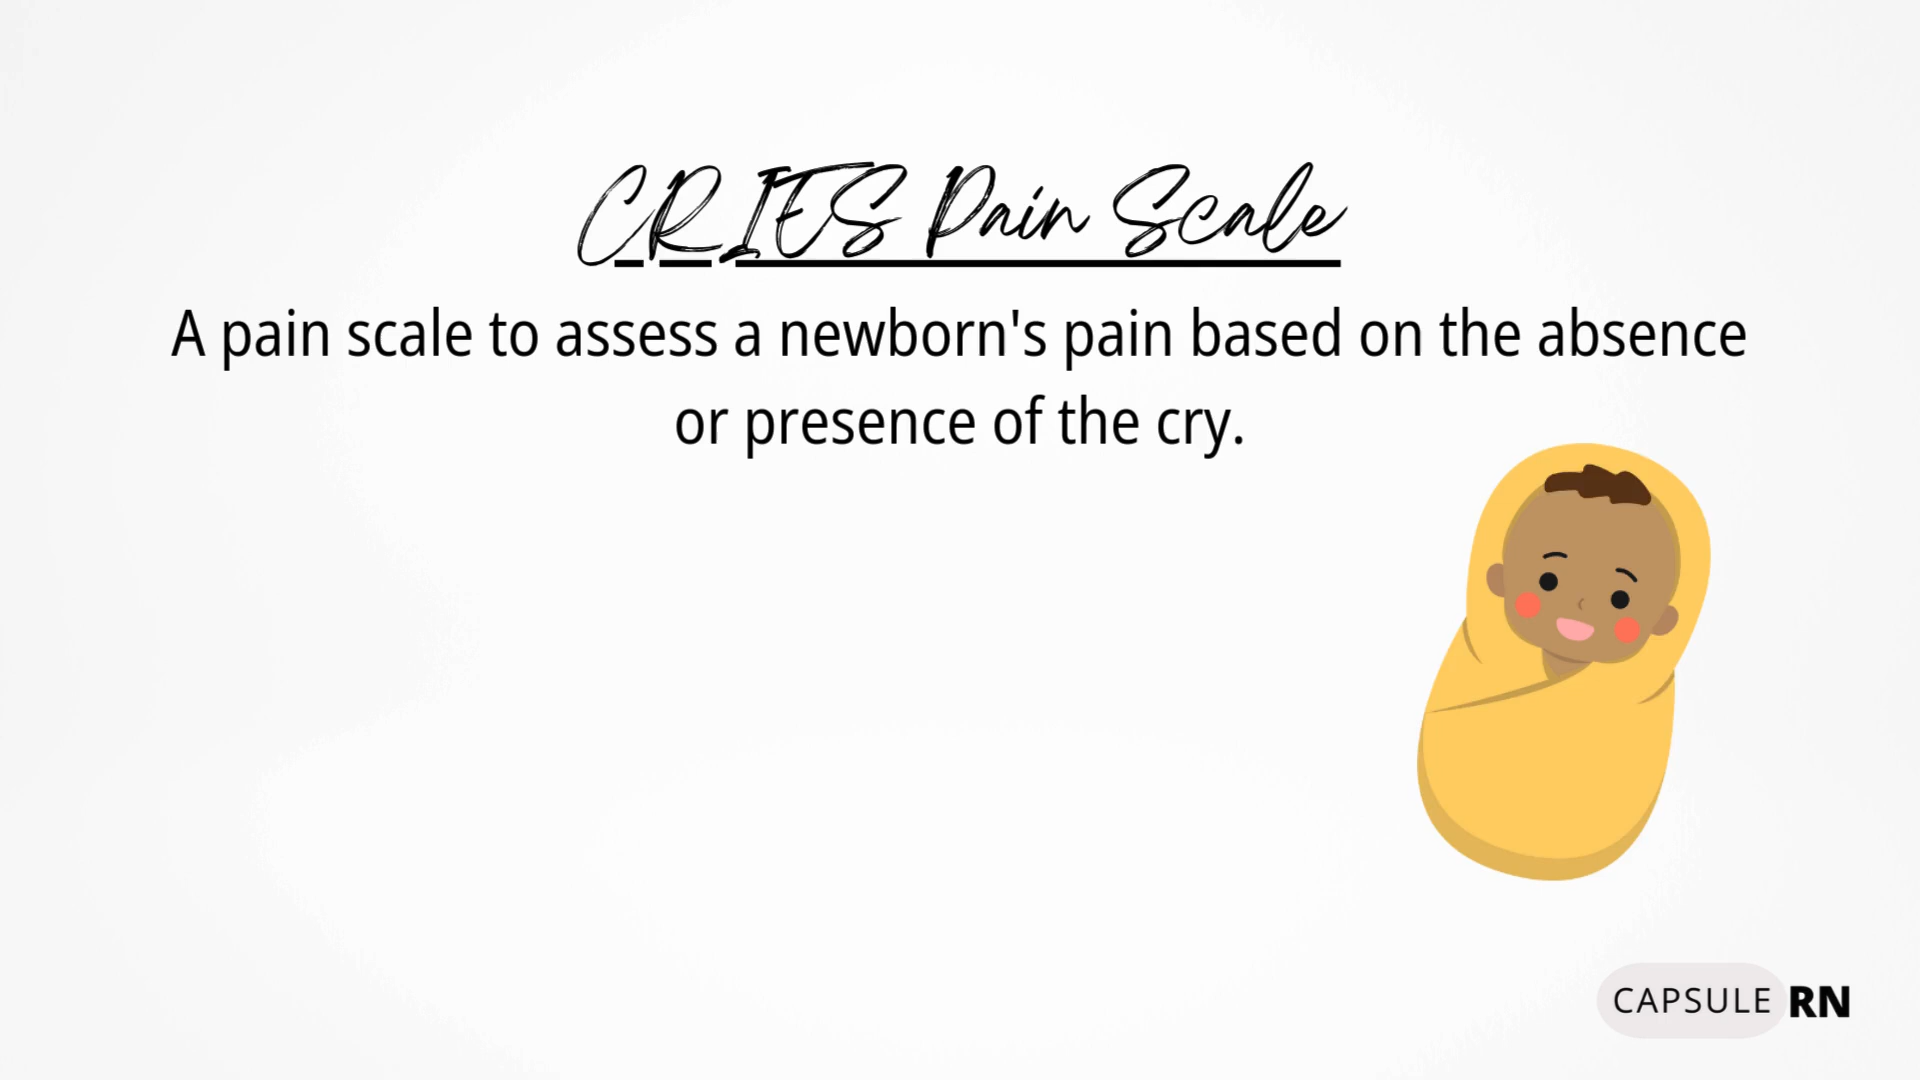 CRIES Pain Scale
A pain scale to assess a newborn's pain based on the absence
or presence of the cry.
CAPSULE RN